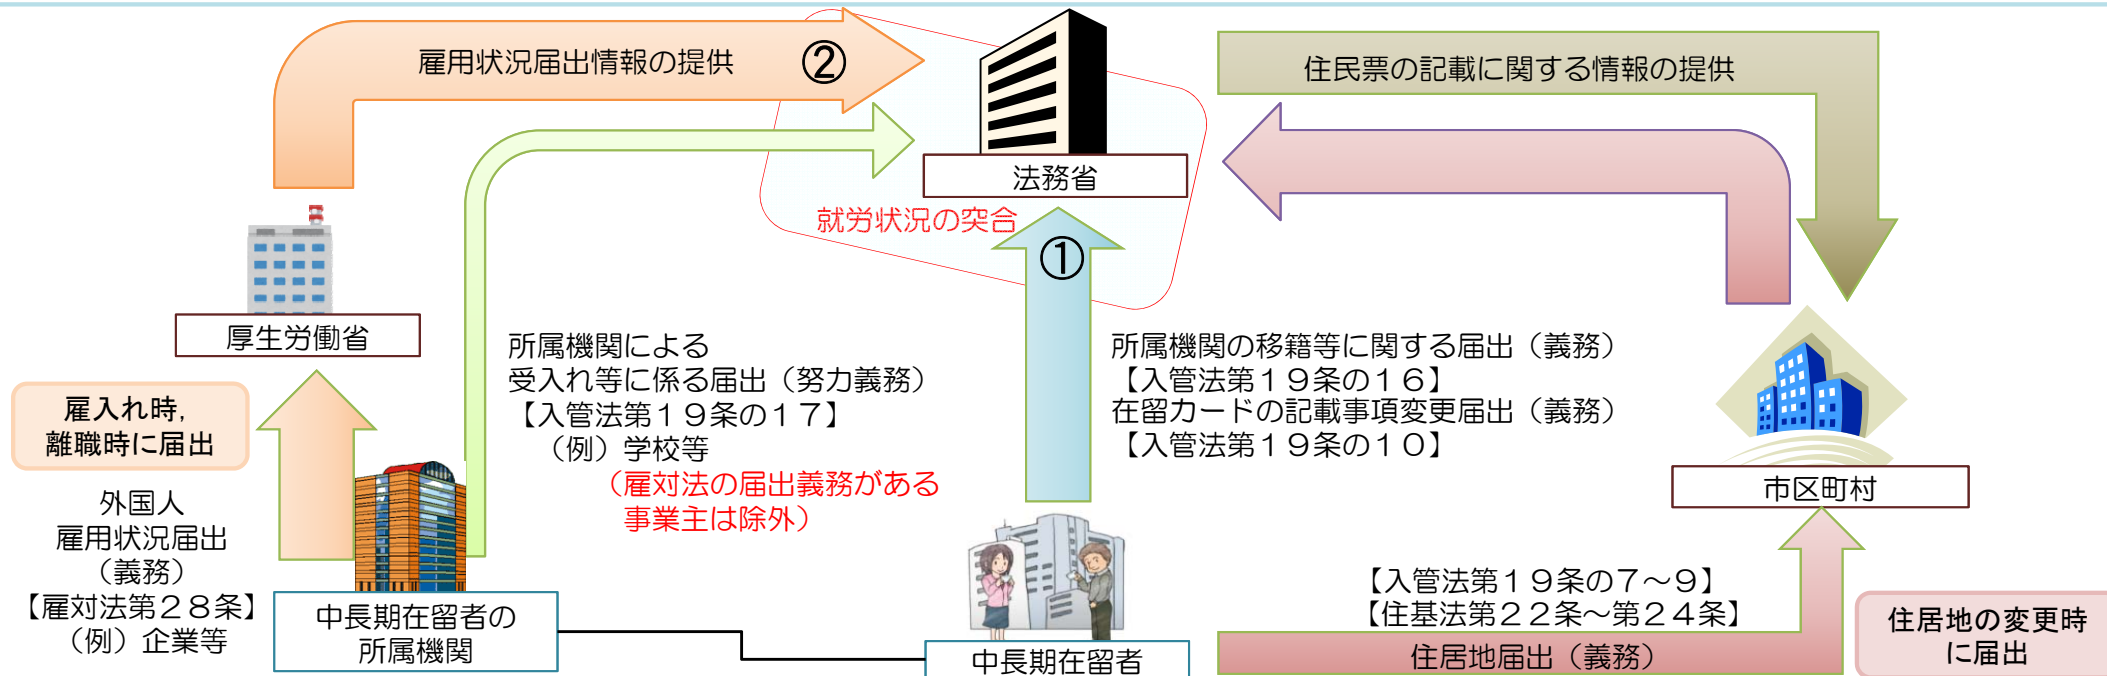 雇用状況届出情報の提供
②
住民票の記載に関する情報の提供
法務省
就労状況の突合
①
厚生労働省
雇入れ時,
離職時に届出
外国人
雇用状況届出
（義務）
【雇対法第２８条】
（例）企業等
所属機関による
受入れ等に係る届出（努力義務）
【入管法第１９条の１７】
（例）学校等
（雇対法の届出義務がある
事業主は除外）
所属機関の移籍等に関する届出（義務）
【入管法第１９条の１６】
在留カードの記載事項変更届出（義務）
【入管法第１９条の１０】
市区町村
中長期在留者の
所属機関
中長期在留者
【入管法第１９条の７～９】
【住基法第２２条～第２４条】
住居地届出（義務）
住居地の変更時
に届出